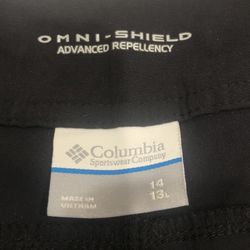 OMNI-SHIELD
ADVANCED REPELLENCY
Columbia
Sportswear Company
14
13L
MADE IN
VIETNAM